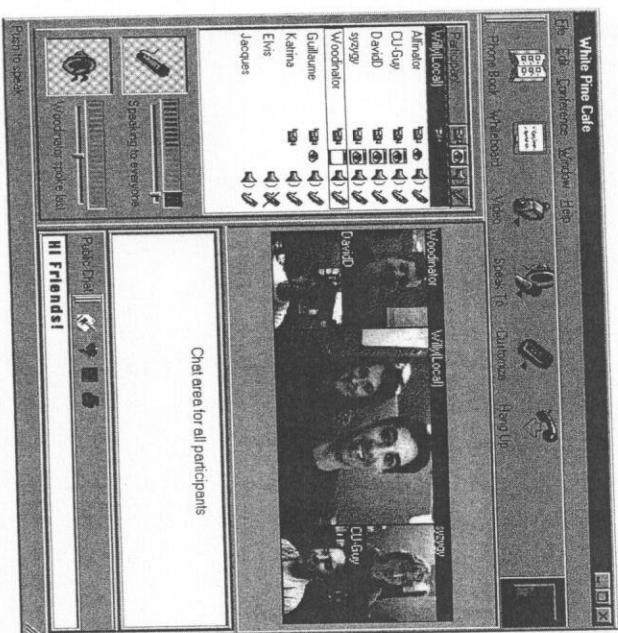 White Pine Cafe
File Edit Conference Window Help
Phone Book Whiteboard Video Speak To Customize Hang Up
Participant
Willy(Local)
Alfinator
CU-Guy
DavidD
syzygy
Woodinator
Guillaume
Katrina
Elvis
Jacques
Speaking to everyone
Woodinator spoke last
Push to speak
Woodinator Willy(Local) syzygy
DavidD CU-Guy
Chat area for all participants
Public Chat
Hi Friends!